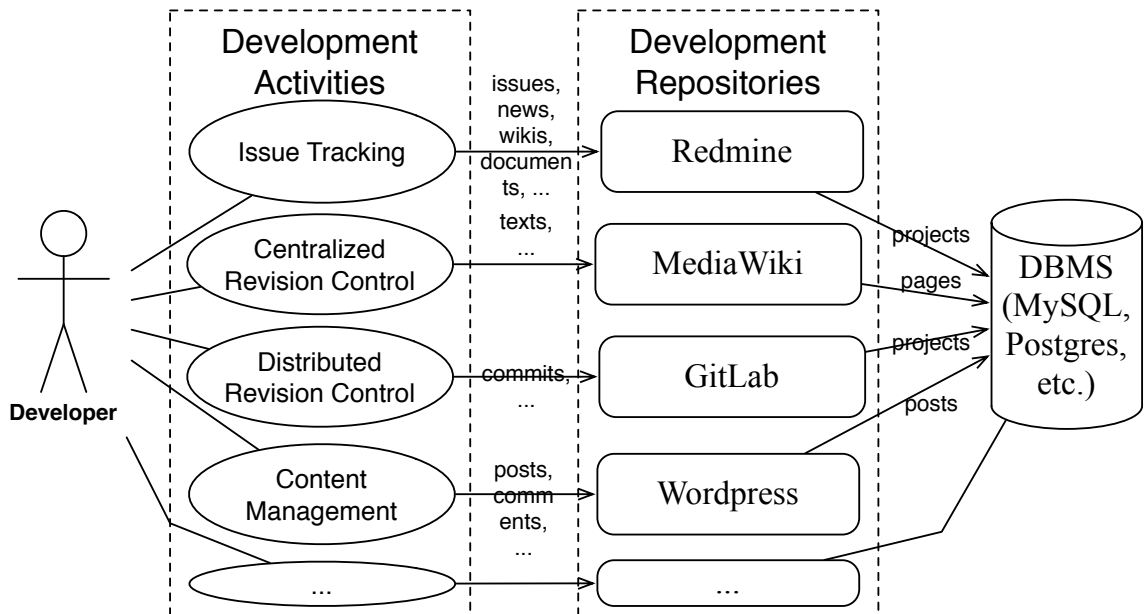 Development
Activities
Development
Repositories
issues,
news,
wikis,
documen
ts, ...
Issue Tracking
Redmine
texts,
...
Centralized
Revision Control
MediaWiki
projects
pages
DBMS
(MySQL,
Postgres,
etc.)
Developer
Distributed
Revision Control
commits,
...
GitLab
projects
posts
Content
Management
posts,
comm
ents,
...
Wordpress
...
...